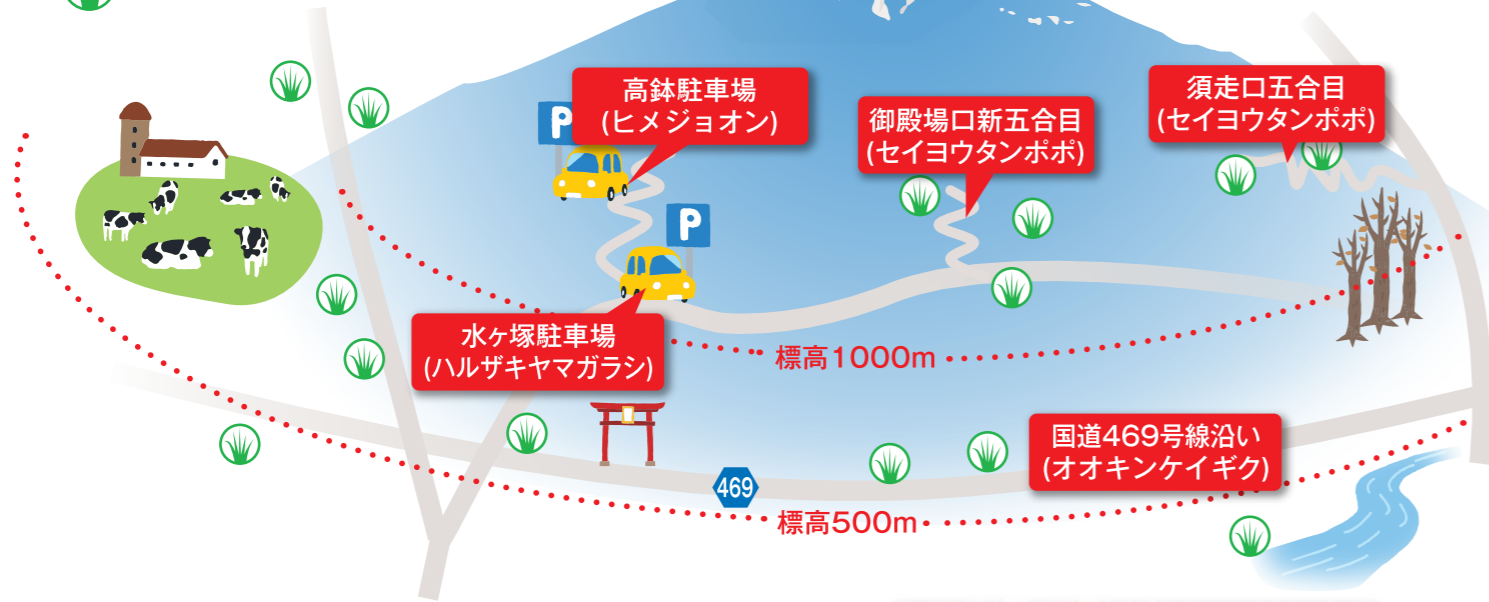 高鉢駐車場
(ヒメジョオン)
御殿場口新五合目
(セイヨウタンポポ)
須走口五合目
(セイヨウタンポポ)
P
P
水ヶ塚駐車場
(ハルザキヤマガラシ)
標高1000m
国道469号線沿い
(オオキンケイギク)
469
標高500m